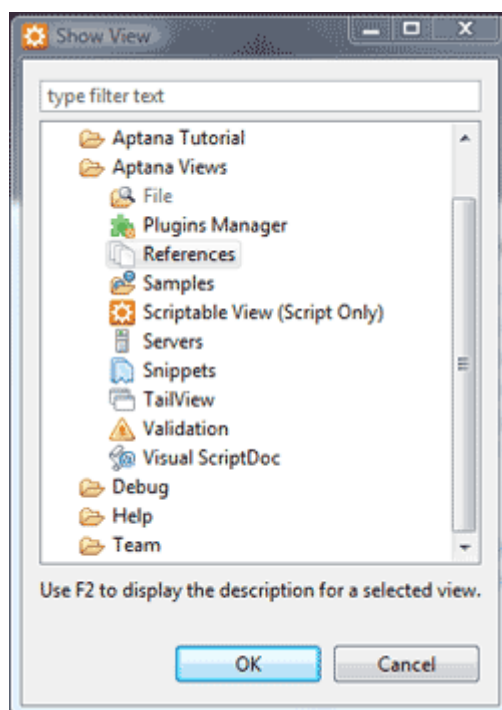 Show View
type filter text
Aptana Tutorial
Aptana Views
File
Plugins Manager
References
Samples
Scriptable View (Script Only)
Servers
Snippets
TailView
Validation
Visual ScriptDoc
Debug
Help
Team
Use F2 to display the description for a selected view.
OK Cancel